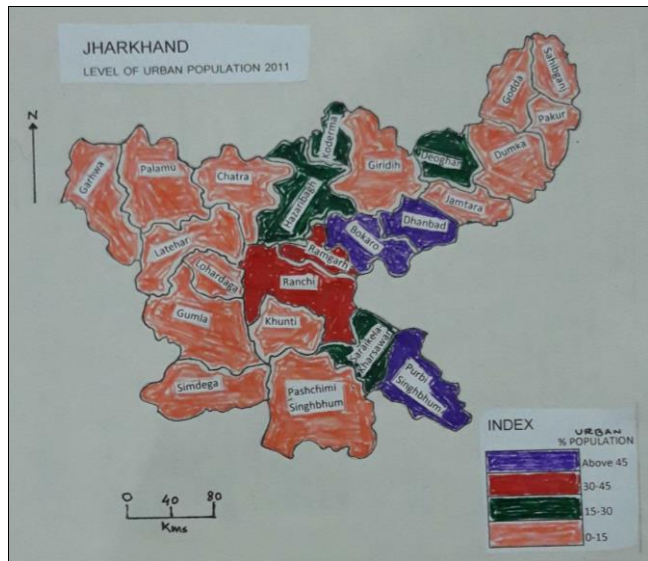 JHARKHAND
LEVEL OF URBAN POPULATION 2011
N
Sahibganj
Godda
Pakur
Koderma
Deoghar
Dumka
Garhwa
Palamu
Chatra
Giridih
Hazaribagh
Jamtara
Dhanbad
Bokaro
Latehar
Ramgarh
Lohardaga
Ranchi
Gumla
Khunti
Saraikela-
Kharsawan
Simdega
Pashchimi
Singhbhum
Purbi
Singhbhum
INDEX
URBAN
% POPULATION
Above 45
30-45
15-30
0-15
0 40 80
Kms